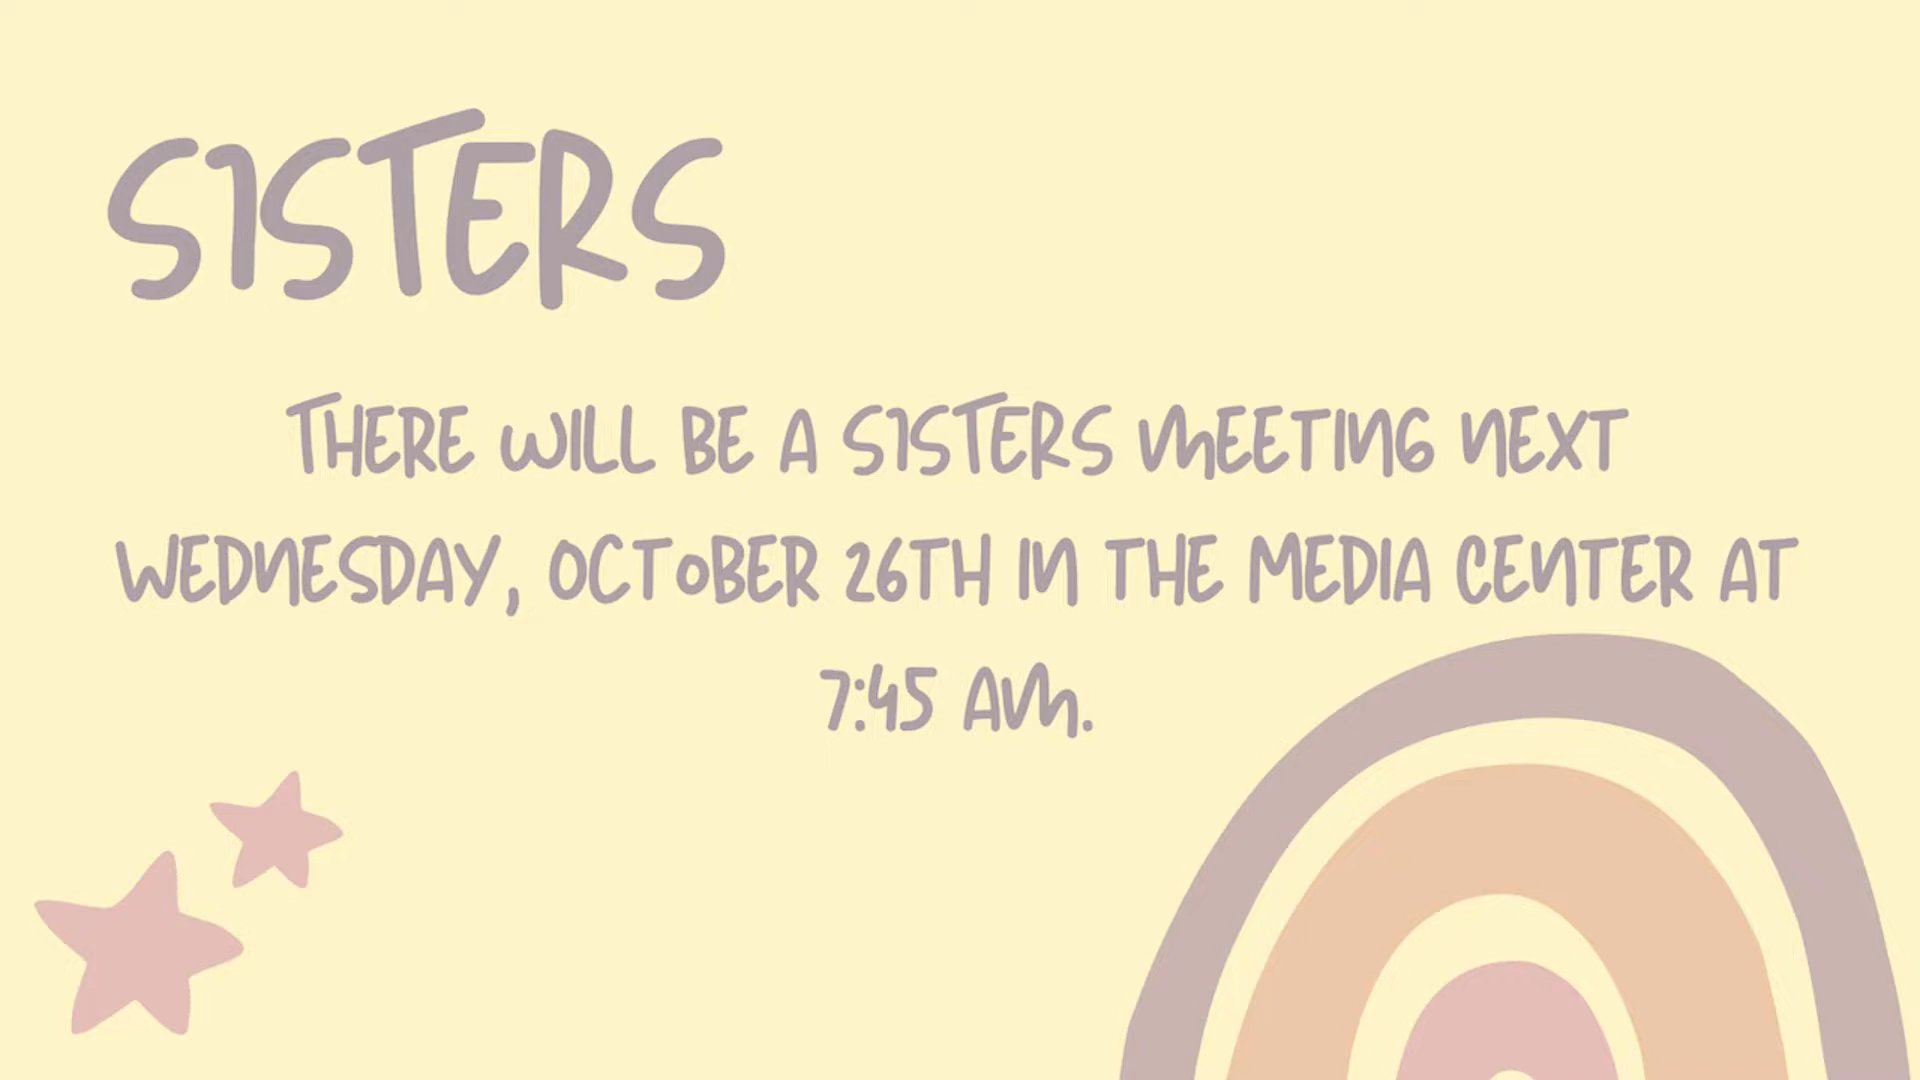 SISTERS
THERE WILL BE A SISTERS MEETING NEXT
WEDNESDAY, OCTOBER 26TH IN THE MEDIA CENTER AT
7:45 AM.